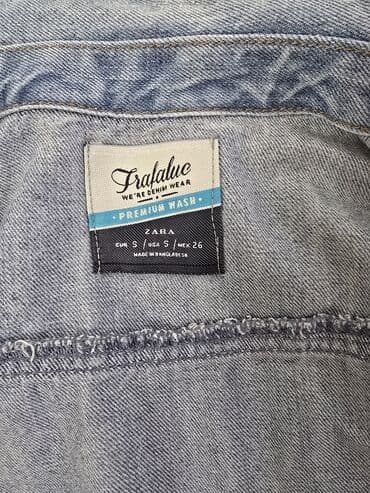 Trafaluc
WE'RE DENIM WEAR
• PREMIUM WASH •
ZARA
EUR S / USA S / MEX 26
MADE IN BANGLADESH